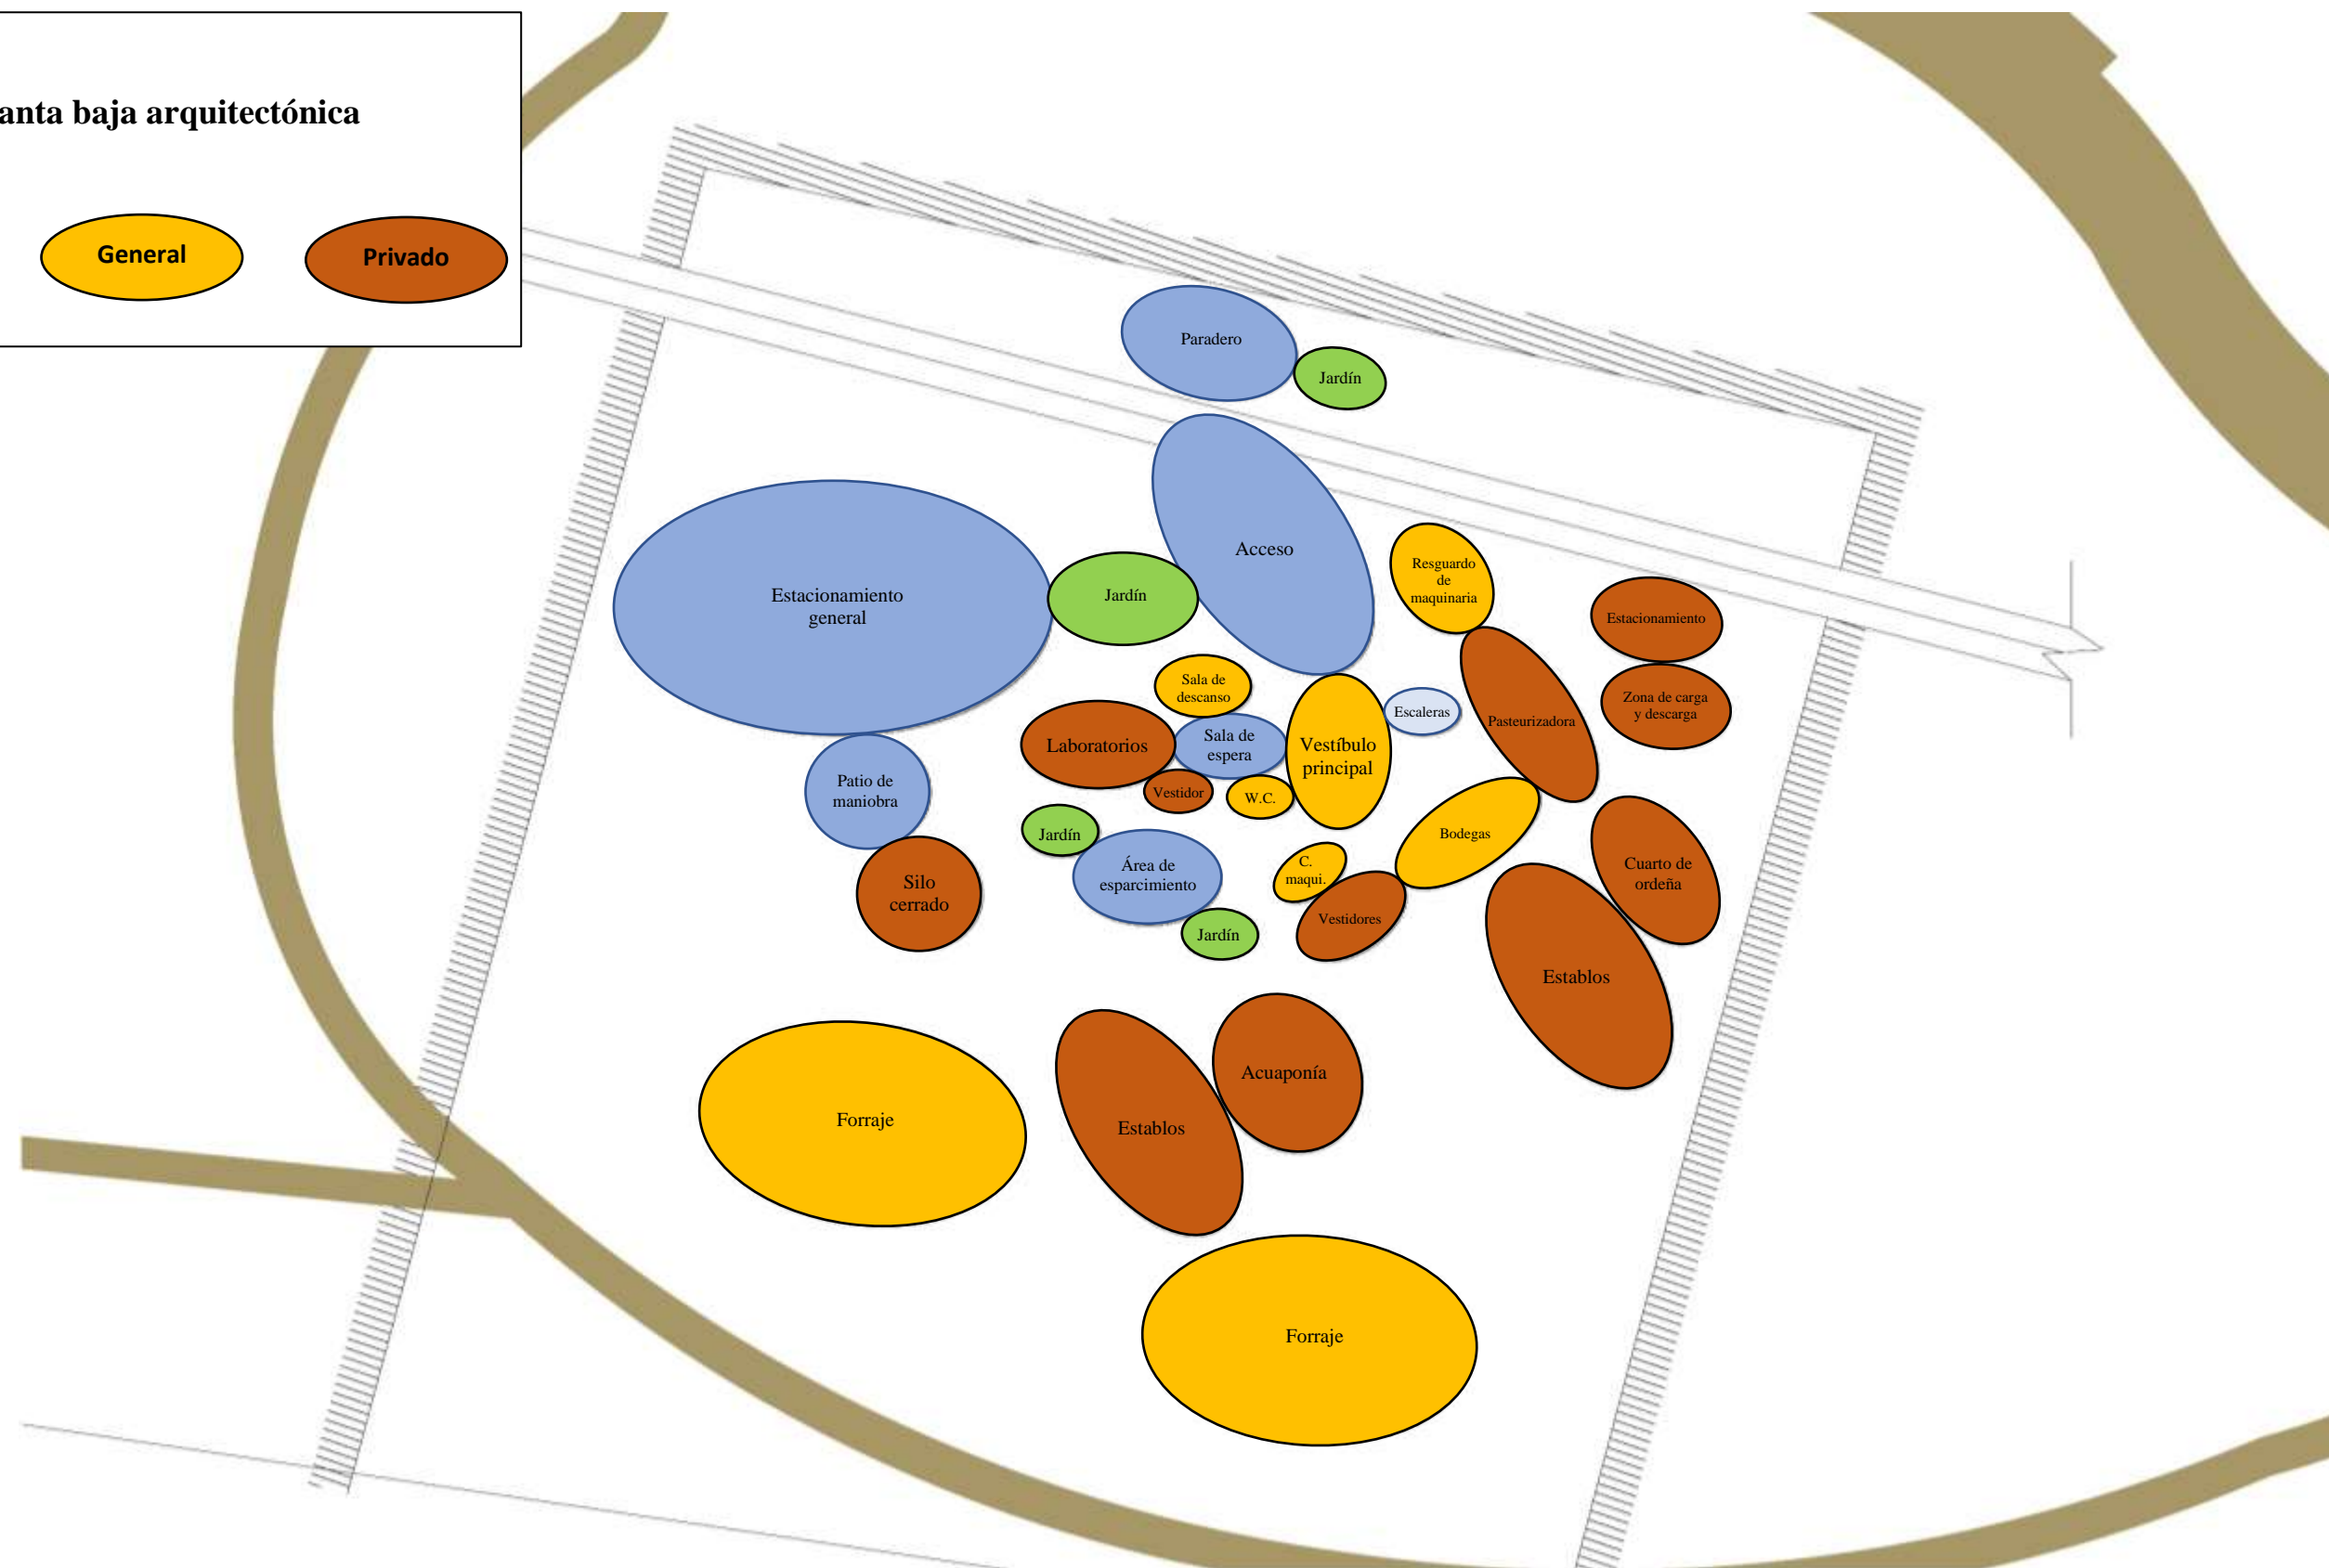 anta baja arquitectónica
General
Privado
Paradero
Jardín
Acceso
Estacionamiento
general
Jardín
Resguardo
de
maquinaria
Estacionamiento
Zona de carga
y descarga
Sala de
descanso
Escaleras
Pasteurizadora
Laboratorios
Sala de
espera
Vestíbulo
principal
Vestidor
W.C.
Patio de
maniobra
Jardín
Bodegas
Área de
esparcimiento
C.
maqui.
Cuarto de
ordeña
Silo
cerrado
Vestidores
Jardín
Establos
Acuaponía
Forraje
Establos
Forraje